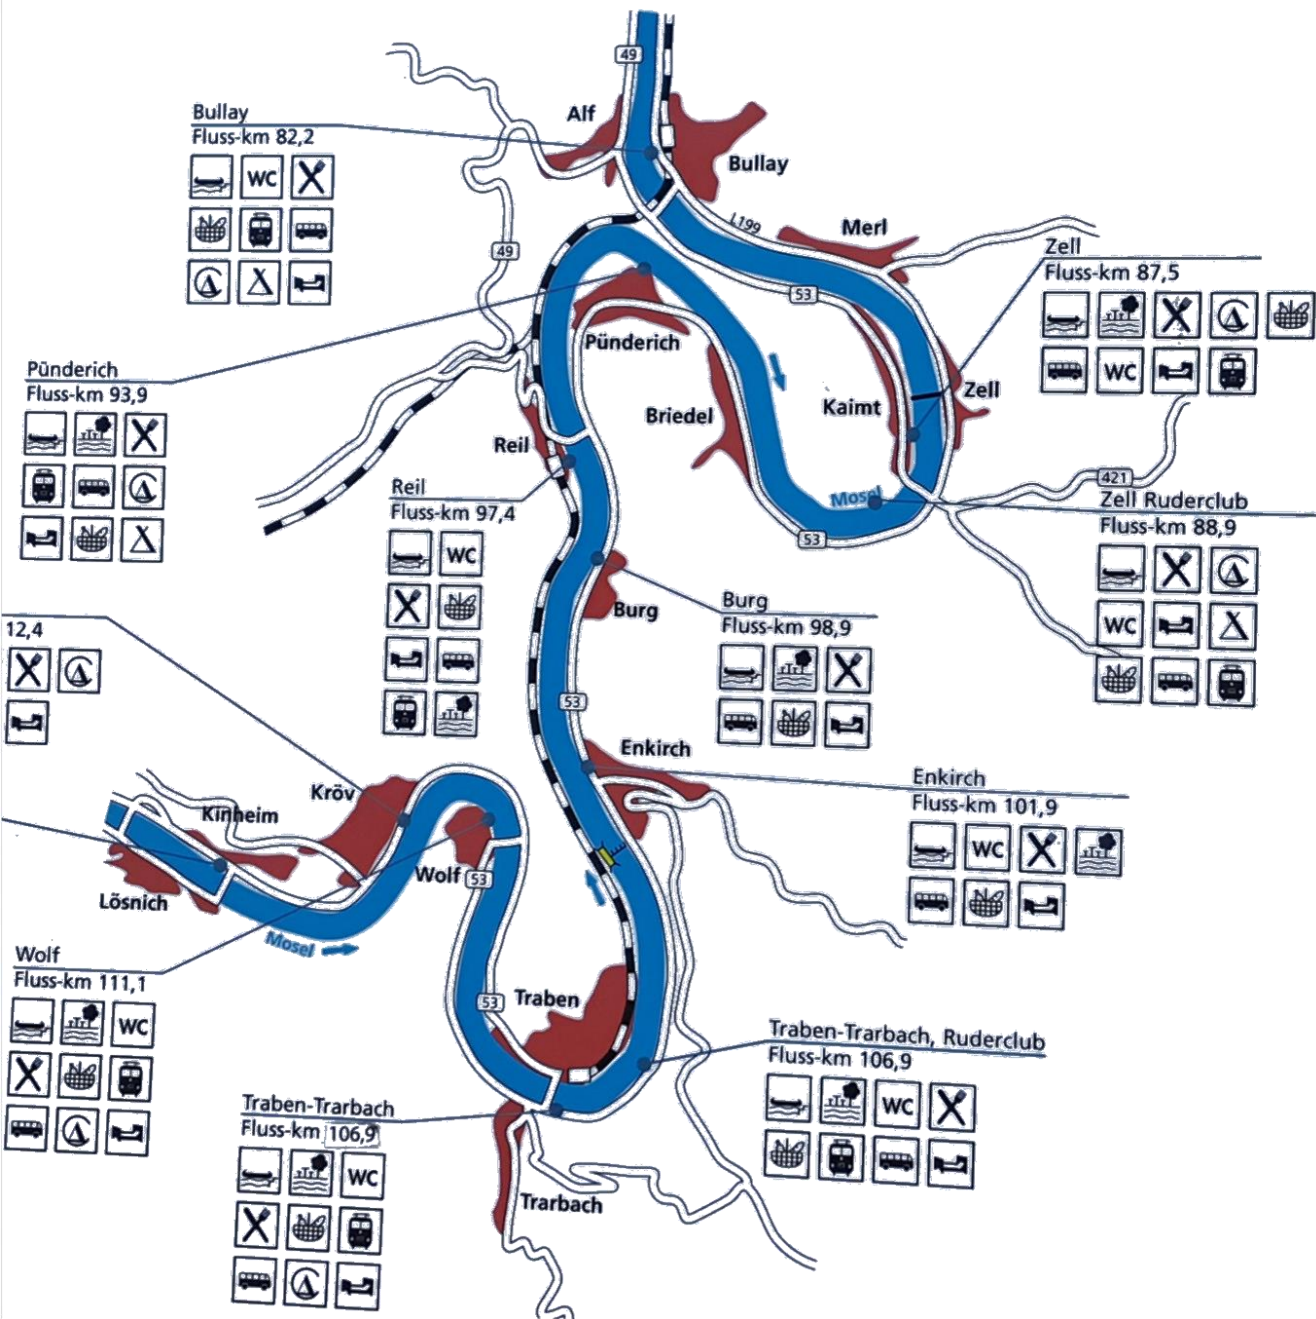 49
Alf
Bullay
Fluss-km 82,2
WC
Bullay
L199
Merl
Zell
Fluss-km 87,5
WC
49
53
Pünderich
Pünderich
Fluss-km 93,9
Briedel
Kaimt
Zell
Reil
Reil
Fluss-km 97,4
WC
Mosel
421
Zell Ruderclub
Fluss-km 88,9
WC
53
Burg
Burg
Fluss-km 98,9
12,4
53
Enkirch
Enkirch
Fluss-km 101,9
WC
Kröv
Kinheim
Wolf
53
Lösnich
Mosel
Wolf
Fluss-km 111,1
WC
53
Traben
Traben-Trarbach, Ruderclub
Fluss-km 106,9
WC
Traben-Trarbach
Fluss-km 106,9
WC
Trarbach